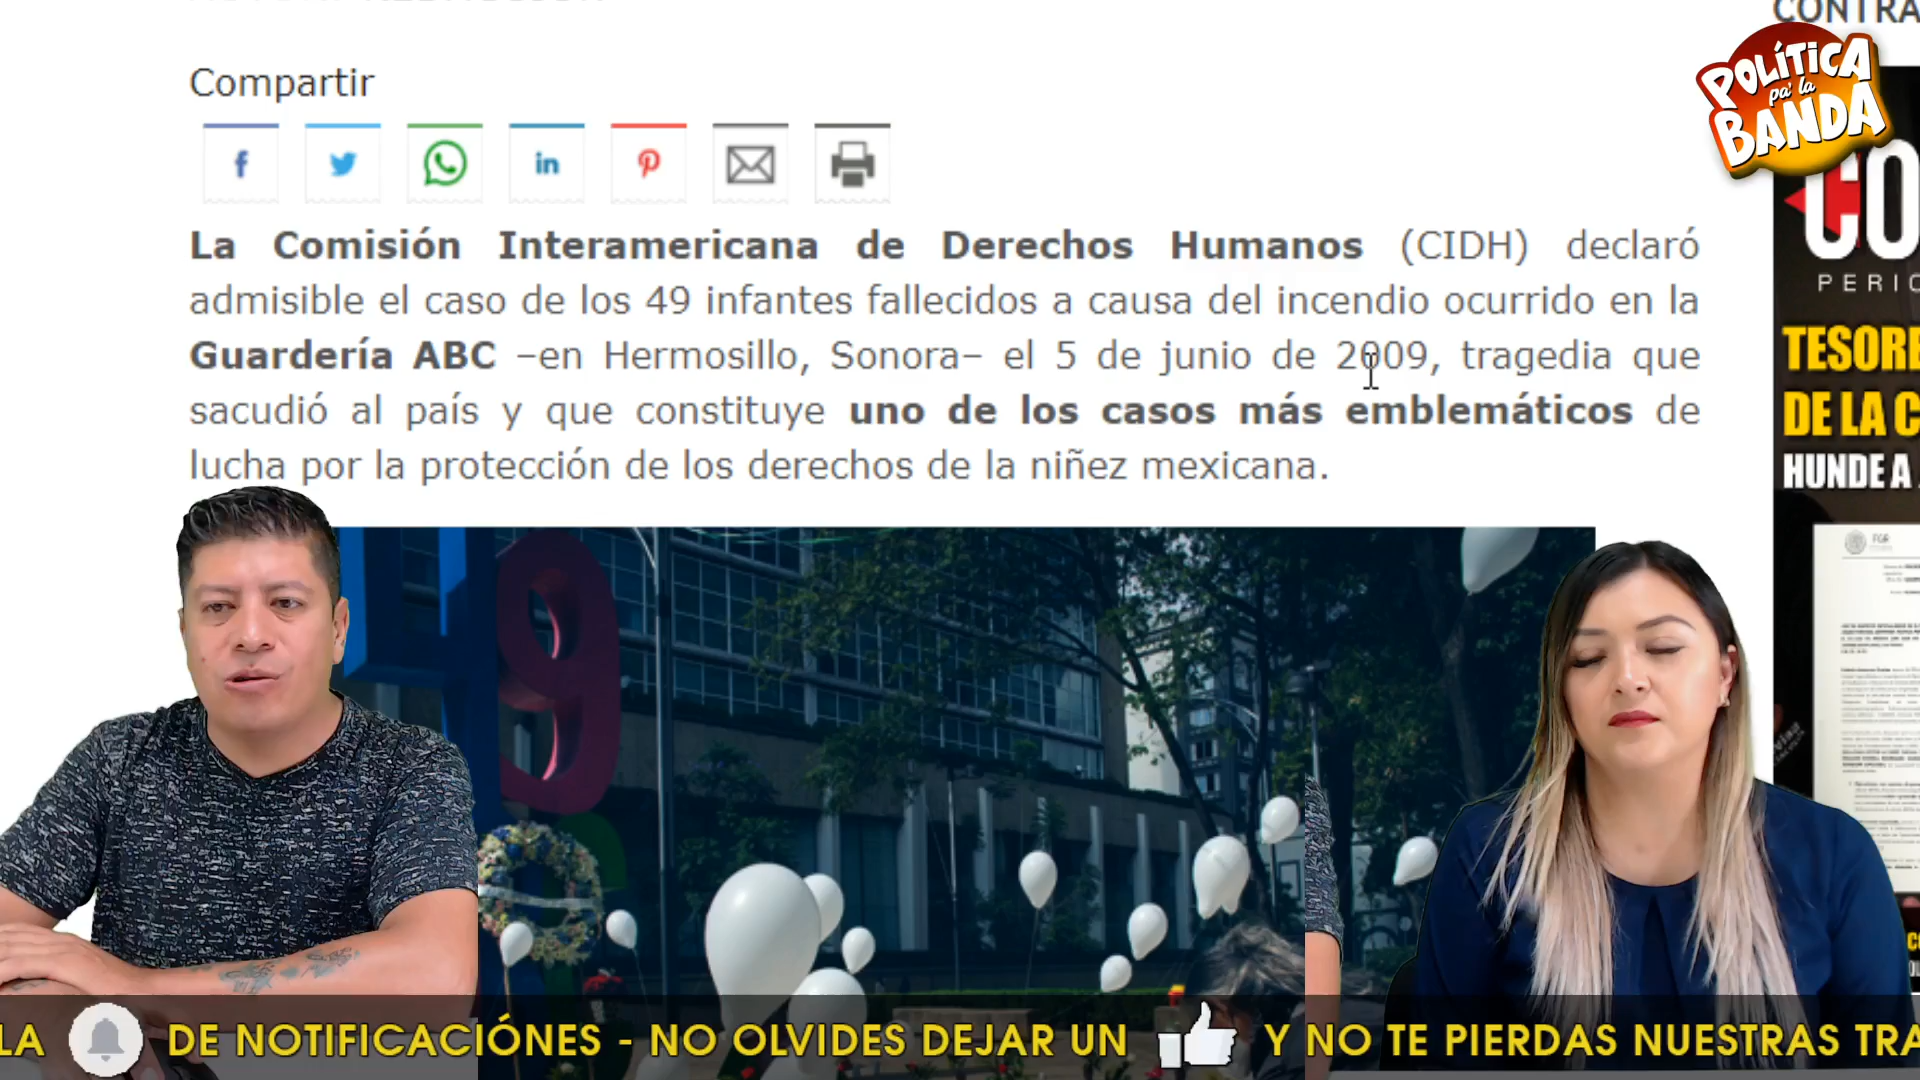 CONTRA
POLÍTICA
pa' la
BANDA
Compartir
La Comisión Interamericana de Derechos Humanos (CIDH) declaró
admisible el caso de los 49 infantes fallecidos a causa del incendio ocurrido en la
Guardería ABC –en Hermosillo, Sonora– el 5 de junio de 2009, tragedia que
sacudió al país y que constituye uno de los casos más emblemáticos de
lucha por la protección de los derechos de la niñez mexicana.
CO
PERIO
TESORE
DE LA C
HUNDE A
FGR
49
LA DE NOTIFICACIÓNES - NO OLVIDES DEJAR UN Y NO TE PIERDAS NUESTRAS TRA